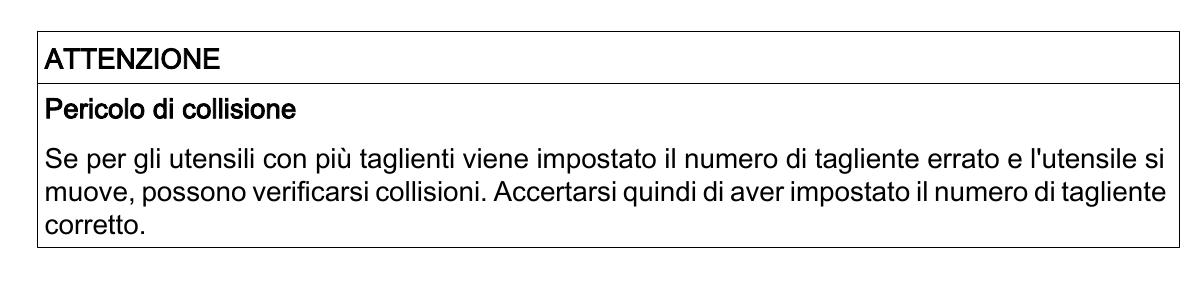 ATTENZIONE
Pericolo di collisione
Se per gli utensili con più taglienti viene impostato il numero di tagliente errato e l'utensile si
muove, possono verificarsi collisioni. Accertarsi quindi di aver impostato il numero di tagliente
corretto.